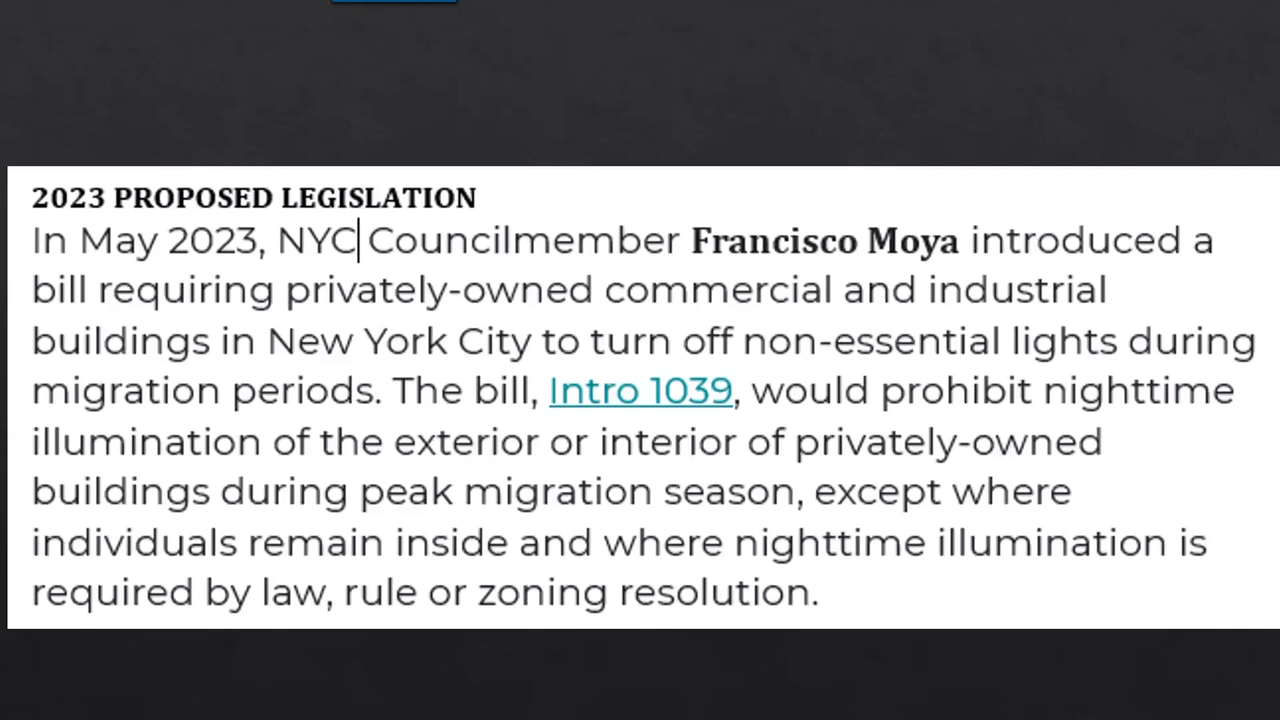 2023 PROPOSED LEGISLATION
In May 2023, NYC Councilmember Francisco Moya introduced a
bill requiring privately-owned commercial and industrial
buildings in New York City to turn off non-essential lights during
migration periods. The bill, Intro 1039, would prohibit nighttime
illumination of the exterior or interior of privately-owned
buildings during peak migration season, except where
individuals remain inside and where nighttime illumination is
required by law, rule or zoning resolution.